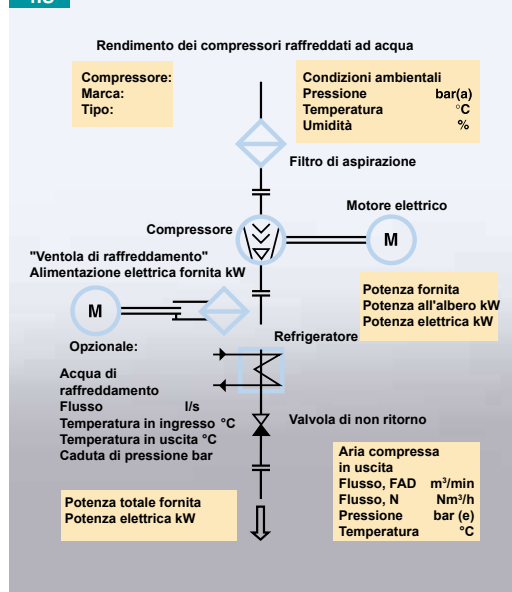 Rendimento dei compressori raffreddati ad acqua
Compressore:
Marca:
Tipo:
Condizioni ambientali
Pressione bar(a)
Temperatura °C
Umidità %
Filtro di aspirazione
Motore elettrico
Compressore
M
"Ventola di raffreddamento"
Alimentazione elettrica fornita kW
M
Potenza fornita
Potenza all'albero kW
Potenza elettrica kW
Refrigeratore
Opzionale:
Acqua di
raffreddamento
Flusso l/s
Temperatura in ingresso °C
Temperatura in uscita °C
Caduta di pressione bar
Valvola di non ritorno
Aria compressa
in uscita
Flusso, FAD m³/min
Flusso, N Nm³/h
Pressione bar (e)
Temperatura °C
Potenza totale fornita
Potenza elettrica kW